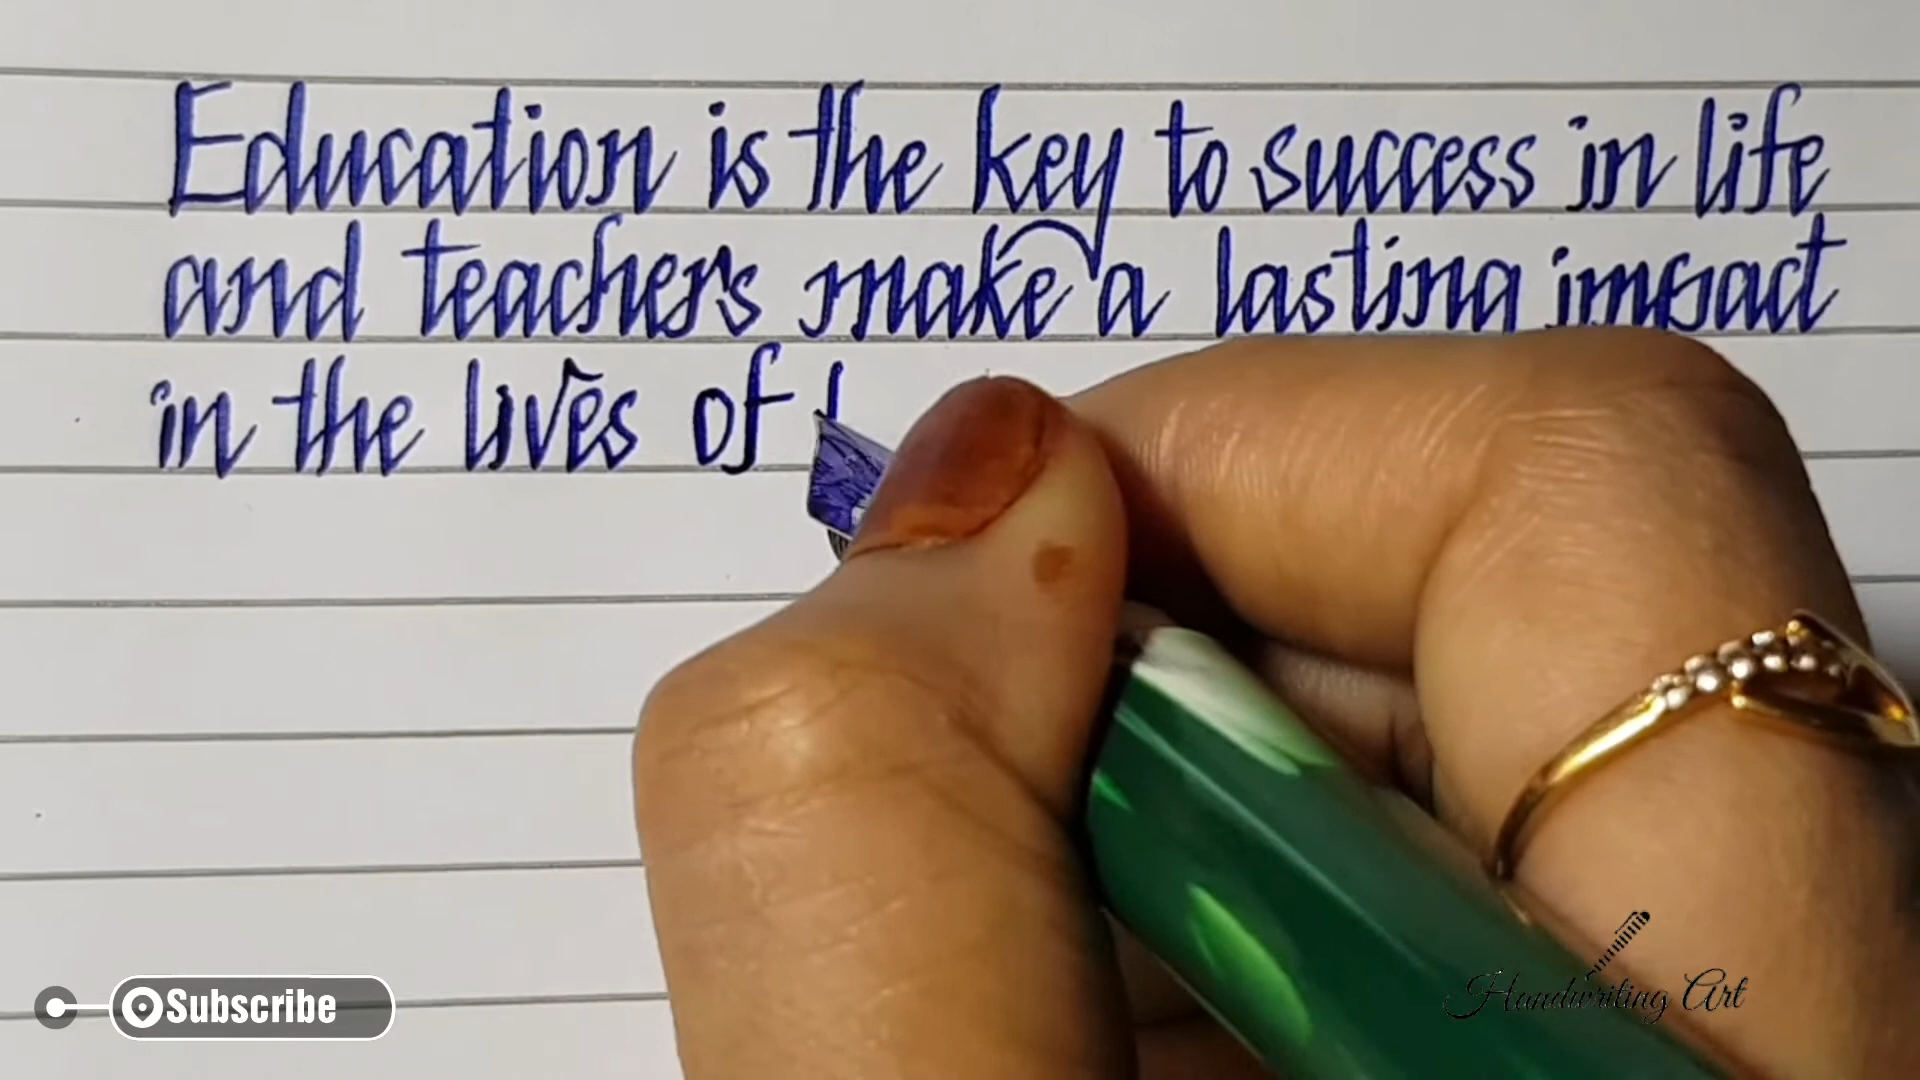 Education is the key to success in life
and teachers make a lasting impact
in the lives of
Subscribe
Handwriting Art